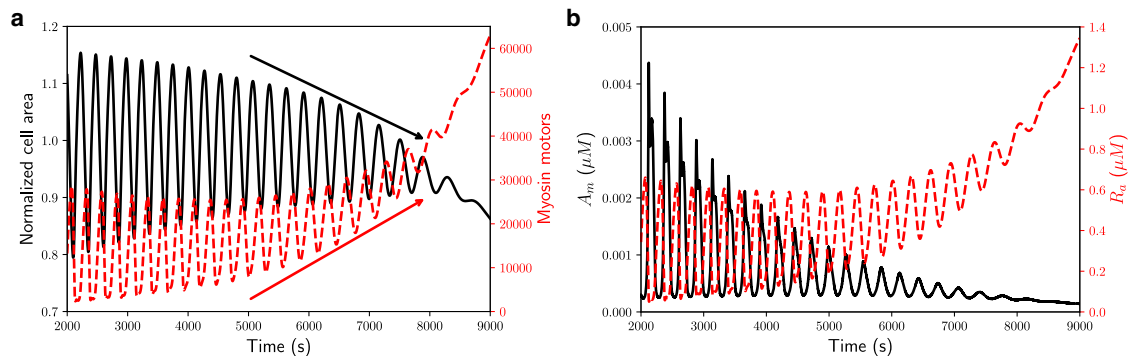 a
1.2
1.1
1.0
0.9
0.8
0.7
Normalized cell area
60000
50000
40000
30000
20000
10000
0
Myosin motors
2000 3000 4000 5000 6000 7000 8000 9000
Time (s)
b
0.005
0.004
0.003
0.002
0.001
0.000
A_m (μM)
1.4
1.2
1.0
0.8
0.6
0.4
0.2
0.0
R_a (μM)
2000 3000 4000 5000 6000 7000 8000 9000
Time (s)